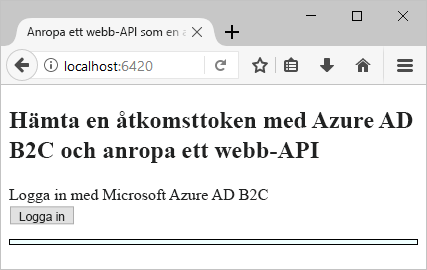 Anropa ett webb-API som en
localhost:6420
Hämta en åtkomsttoken med Azure AD
B2C och anropa ett webb-API
Logga in med Microsoft Azure AD B2C
Logga in